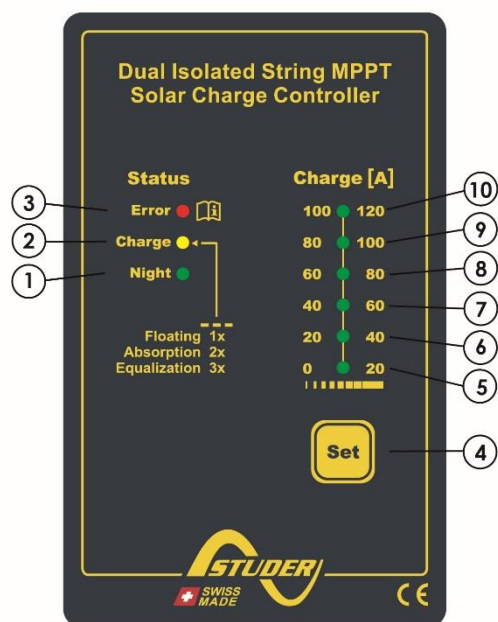 Dual Isolated String MPPT
Solar Charge Controller
Status
3 Error
2 Charge
1 Night
Floating 1x
Absorption 2x
Equalization 3x
Charge [A]
100 120 10
80 100 9
60 80 8
40 60 7
20 40 6
0 20 5
Set 4
STUDER
SWISS
MADE
CE